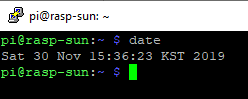 pi@rasp-sun: ~
pi@rasp-sun:~ $ date
Sat 30 Nov 15:36:23 KST 2019
pi@rasp-sun:~ $